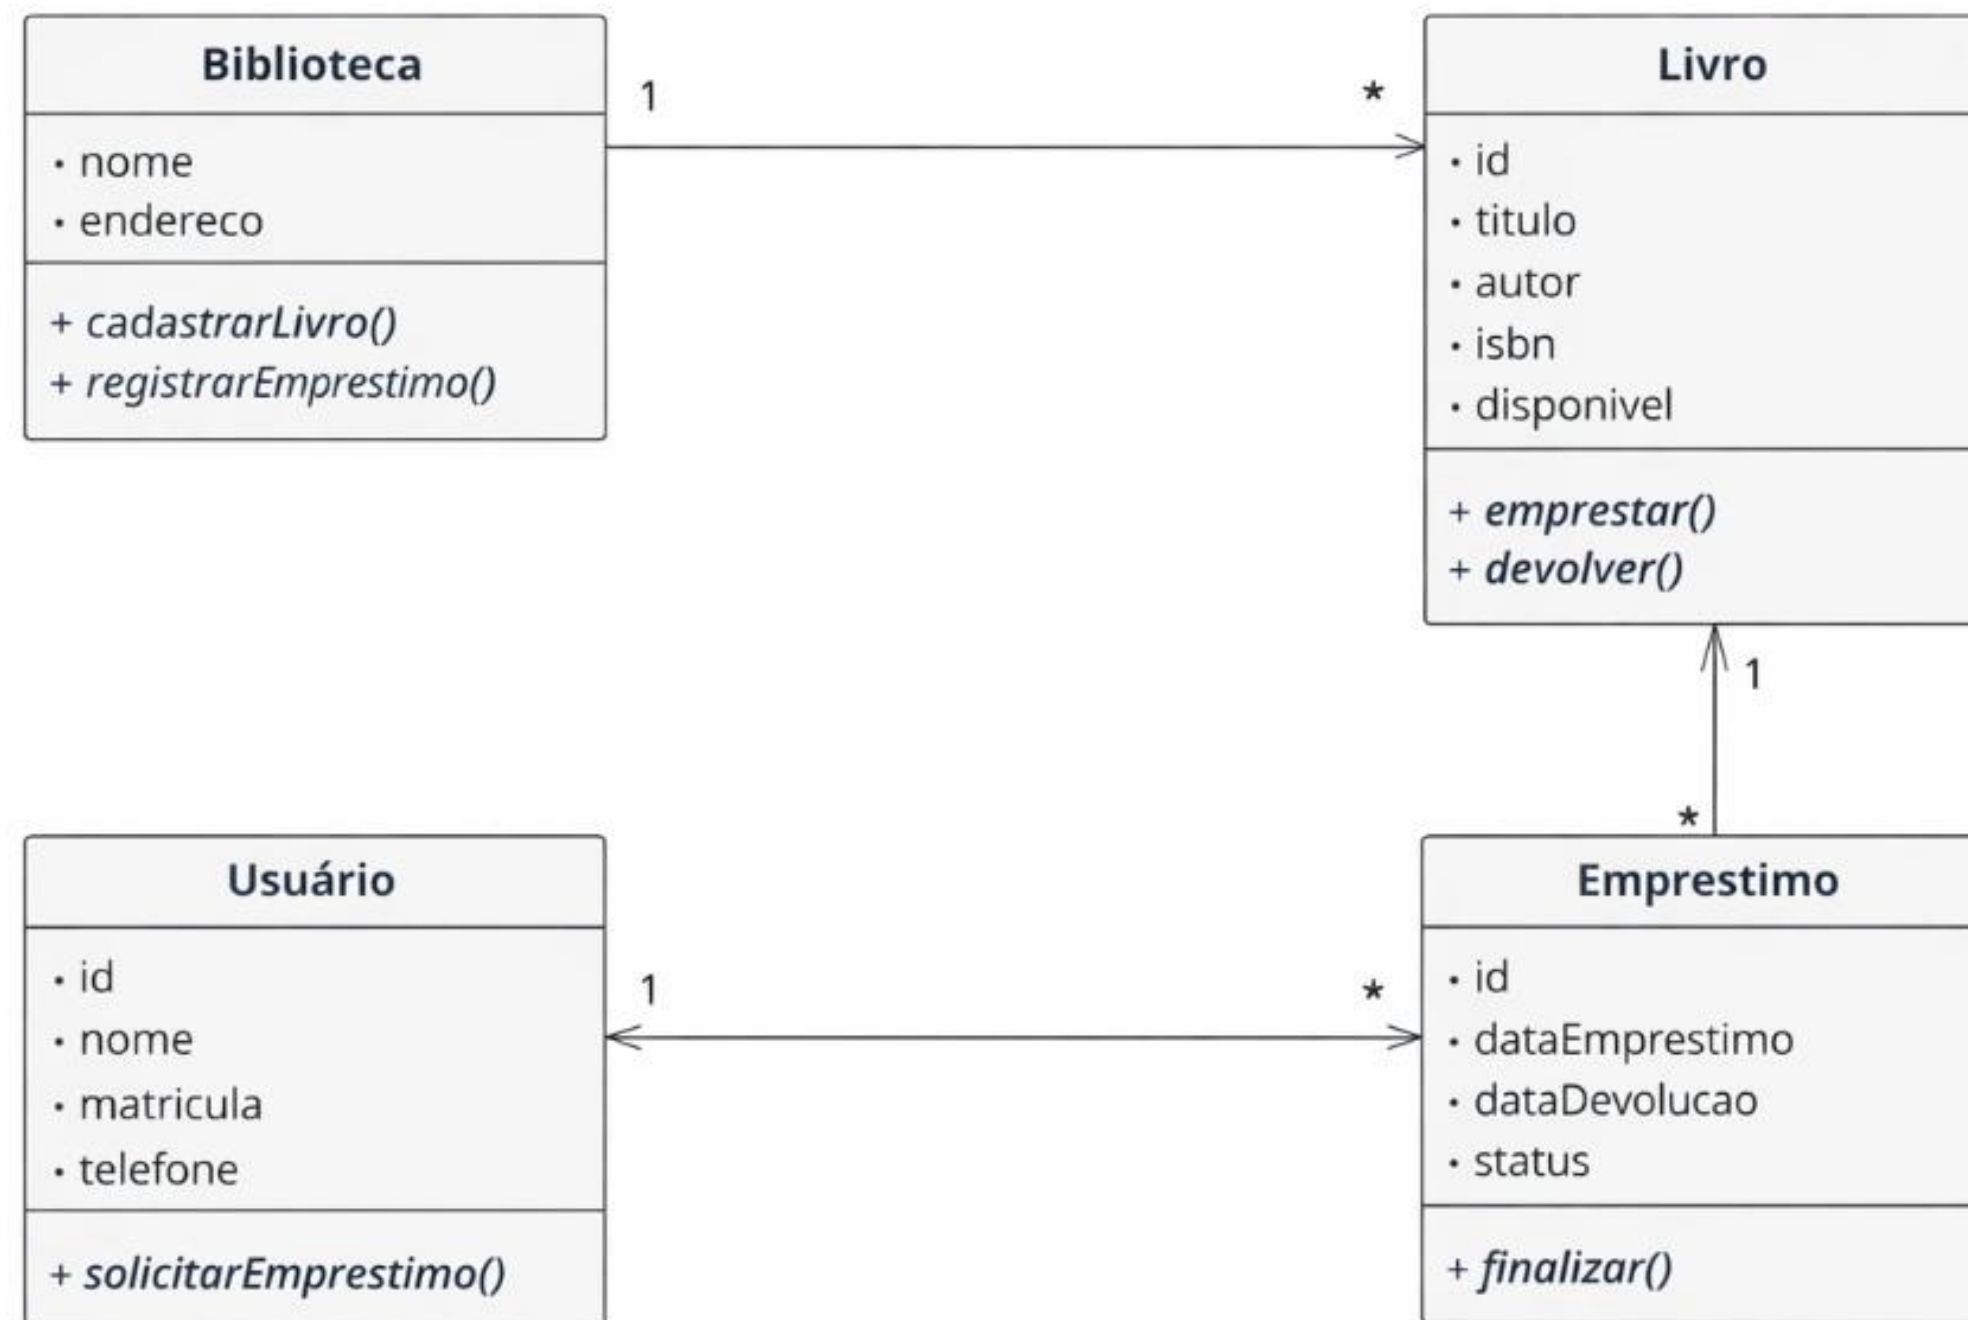 Biblioteca
· nome
· endereco
+ cadastrarLivro()
+ registrarEmprestimo()
1
*
Livro
· id
· titulo
· autor
· isbn
· disponivel
+ emprestar()
+ devolver()
1
*
Usuário
· id
· nome
· matricula
· telefone
+ solicitarEmprestimo()
1
*
Emprestimo
· id
· dataEmprestimo
· dataDevolucao
· status
+ finalizar()